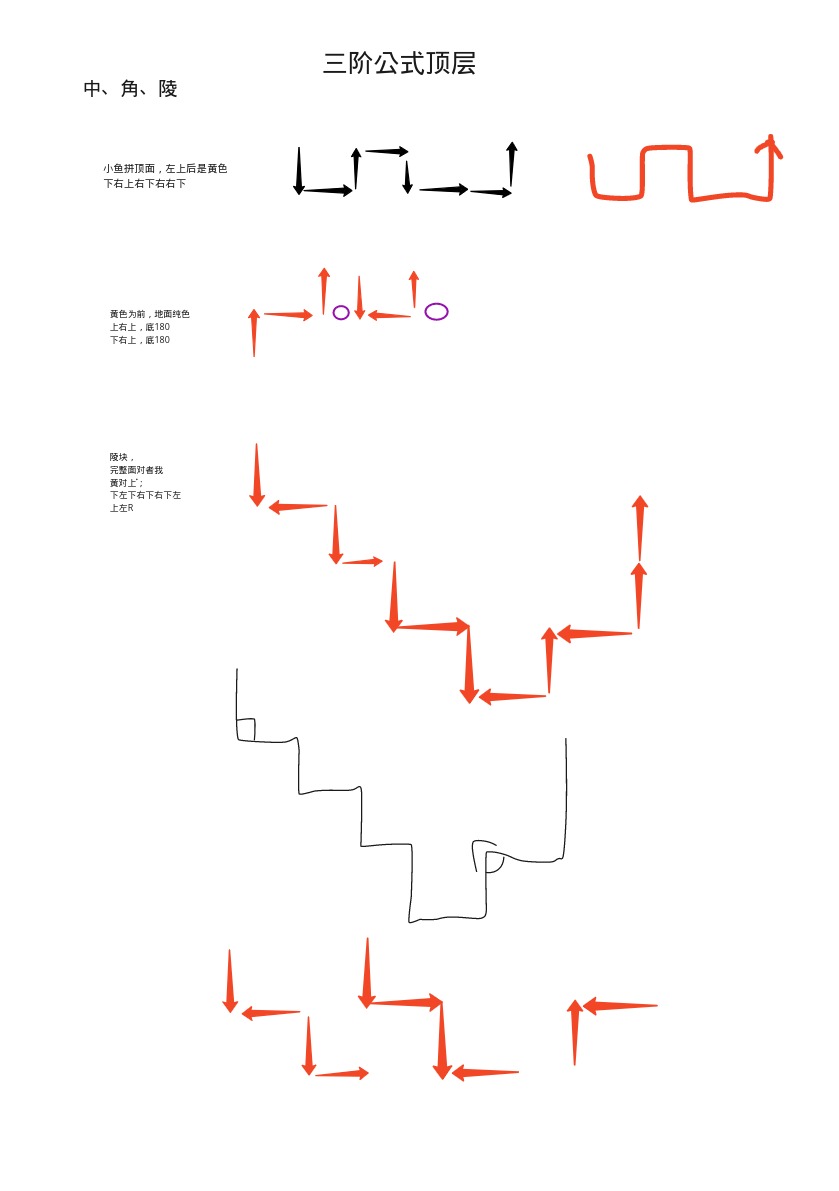 三阶公式顶层
中、角、陵
小鱼拼顶面，左上后是黄色
下右上右下右右下
黄色为前，地面纯色
上右上，底180
下右上，底180
陵块，
完整面对者我
黄对上；
下左下右下右下左
上左R